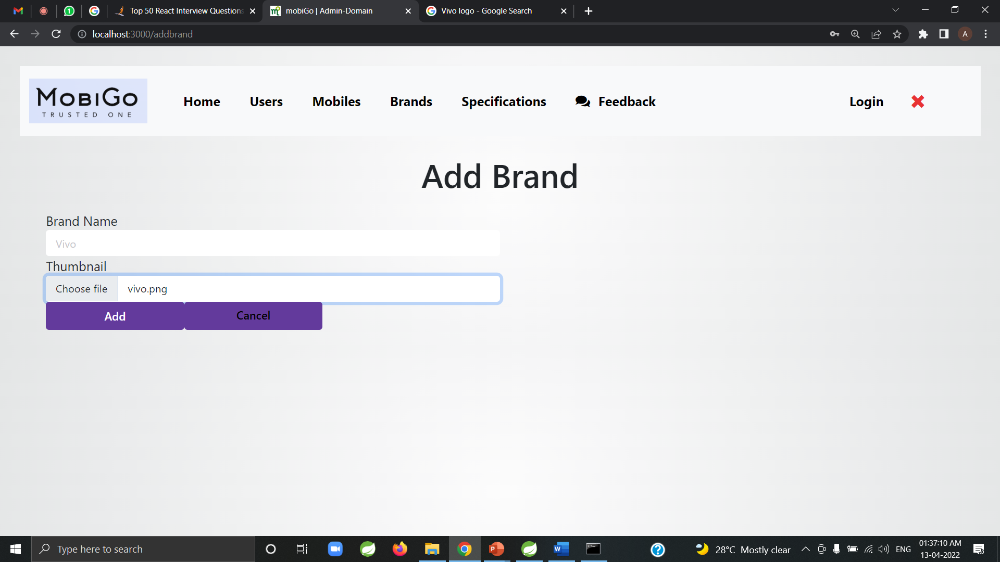 Top 50 React Interview Questions
mobiGo | Admin-Domain
Vivo logo - Google Search
localhost:3000/addbrand
A
MOBIGO
TRUSTED ONE
Home
Users
Mobiles
Brands
Specifications
Feedback
Login
Add Brand
Brand Name
Vivo
Thumbnail
Choose file
vivo.png
Add
Cancel
Type here to search
28°C Mostly clear
ENG
01:37:10 AM
13-04-2022